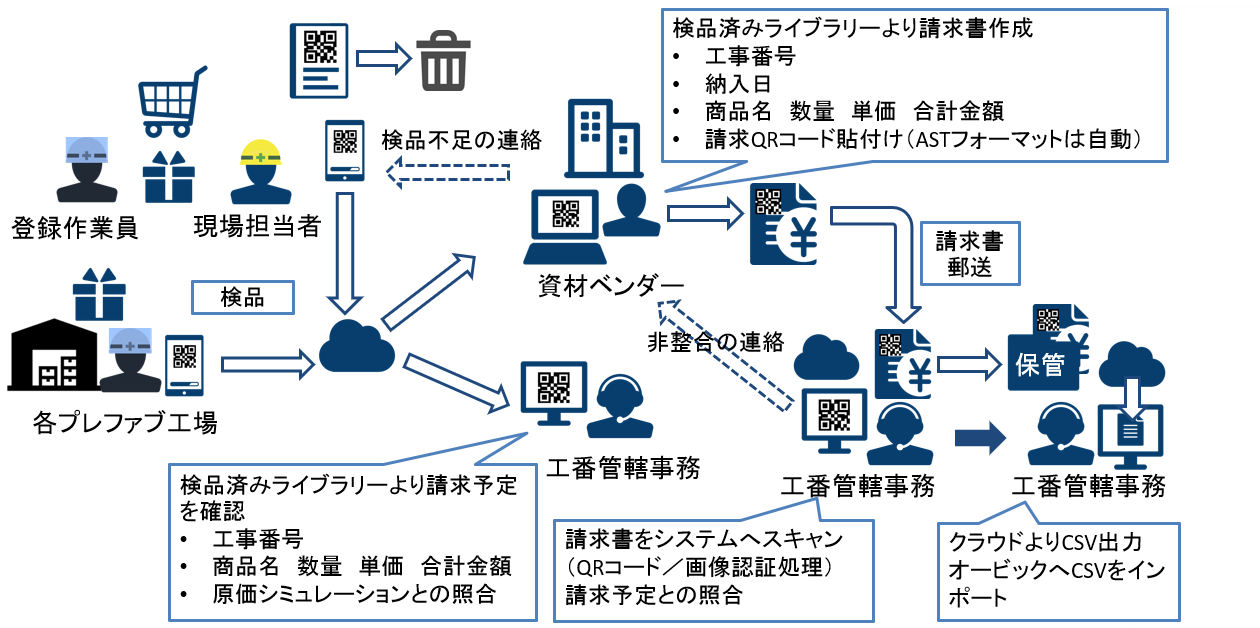 検品済みライブラリーより請求書作成
• 工事番号
• 納入日
• 商品名 数量 単価 合計金額
• 請求QRコード貼付け（ASTフォーマットは自動）
検品不足の連絡
登録作業員
現場担当者
資材ベンダー
請求書
郵送
検品
非整合の連絡
保管
各プレファブ工場
工番管轄事務
工番管轄事務
工番管轄事務
検品済みライブラリーより請求予定
を確認
• 工事番号
• 商品名 数量 単価 合計金額
• 原価シミュレーションとの照合
請求書をシステムへスキャン
（QRコード／画像認証処理）
請求予定との照合
クラウドよりCSV出力
オービックへCSVをイン
ポート